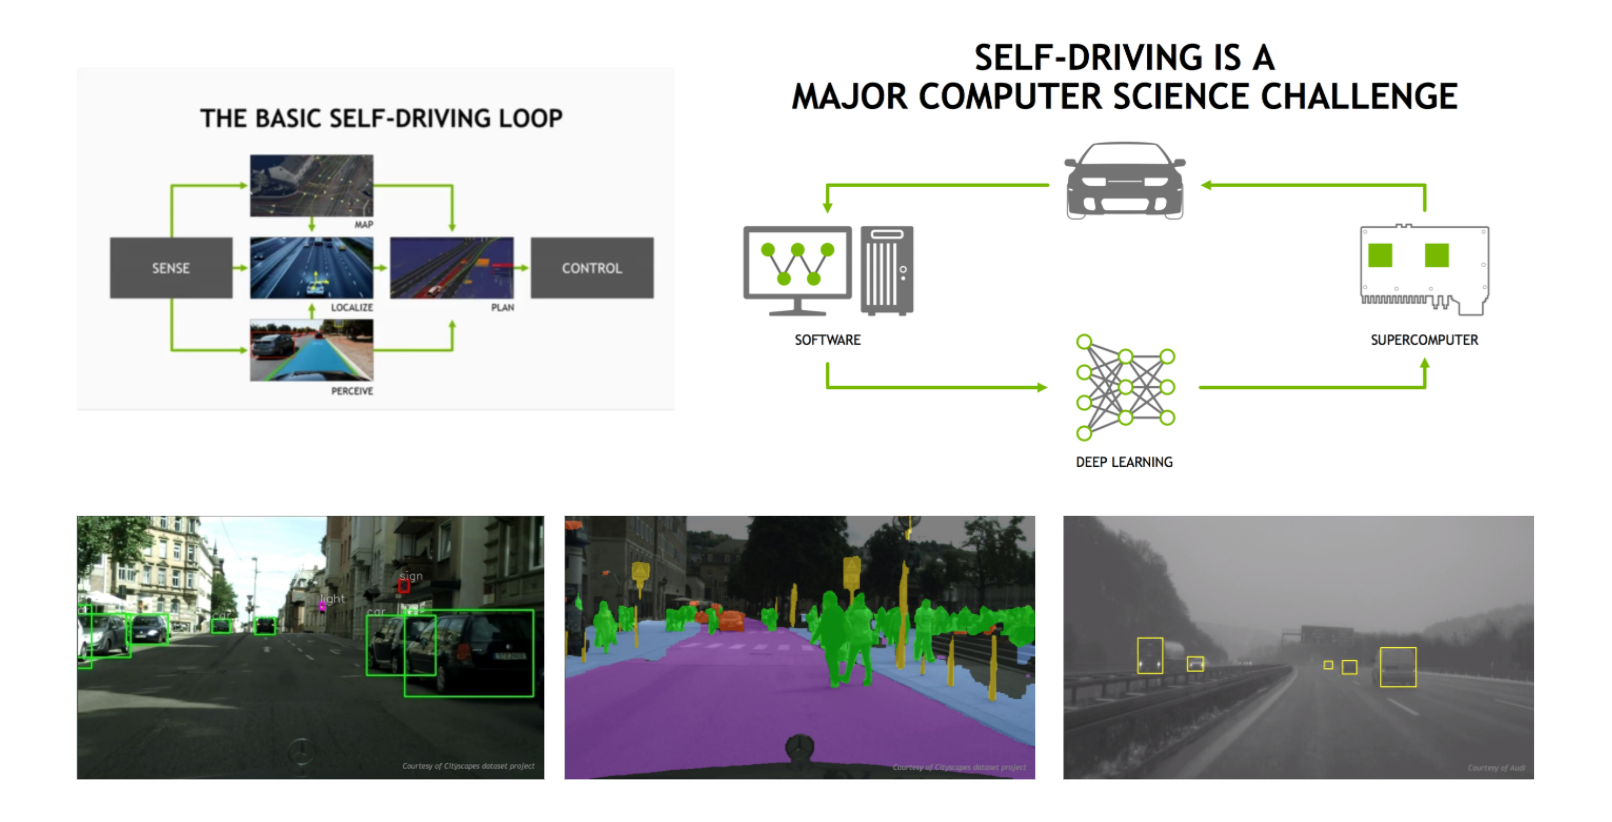 SELF-DRIVING IS A
MAJOR COMPUTER SCIENCE CHALLENGE
THE BASIC SELF-DRIVING LOOP
MAP
SENSE
CONTROL
LOCALIZE
PLAN
PERCEIVE
SOFTWARE
SUPERCOMPUTER
DEEP LEARNING
sign
light
car
car
Courtesy of Cityscapes dataset project
Courtesy of Cityscapes dataset project
Courtesy of Audi